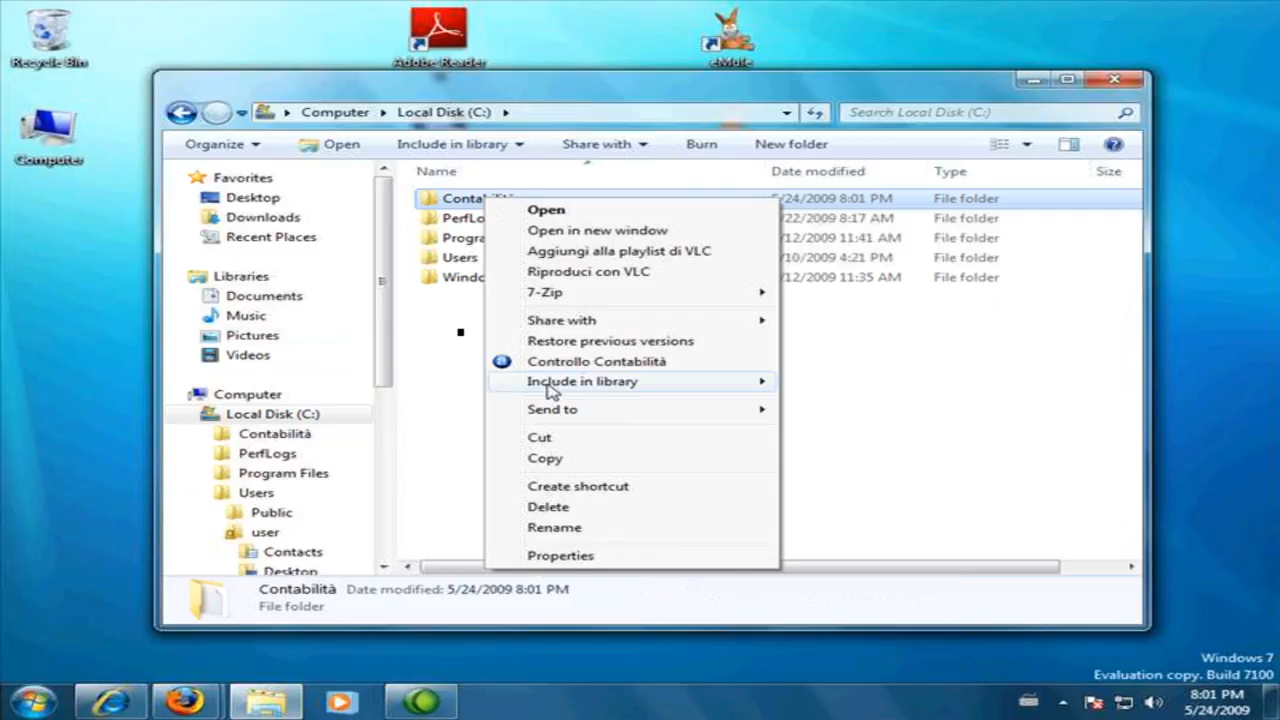 Recycle Bin
Adobe Reader
eMule
Computer
Computer Local Disk (C:)
Search Local Disk (C:)
Organize Open Include in library Share with Burn New folder
Name Date modified Type Size
Favorites
Desktop
Downloads
Recent Places
Libraries
Documents
Music
Pictures
Videos
Computer
Local Disk (C:)
Contabilità
PerfLogs
Program Files
Users
Public
user
Contacts
Desktop
5/24/2009 8:01 PM File folder
PerfLo /22/2009 8:17 AM File folder
Progra /12/2009 11:41 AM File folder
Users /10/2009 4:21 PM File folder
Windo /12/2009 11:35 AM File folder
Open
Open in new window
Aggiungi alla playlist di VLC
Riproduci con VLC
7-Zip
Share with
Restore previous versions
Controllo Contabilità
Include in library
Send to
Cut
Copy
Create shortcut
Delete
Rename
Properties
Contabilità Date modified: 5/24/2009 8:01 PM
File folder
Windows 7
Evaluation copy. Build 7100
8:01 PM
5/24/2009